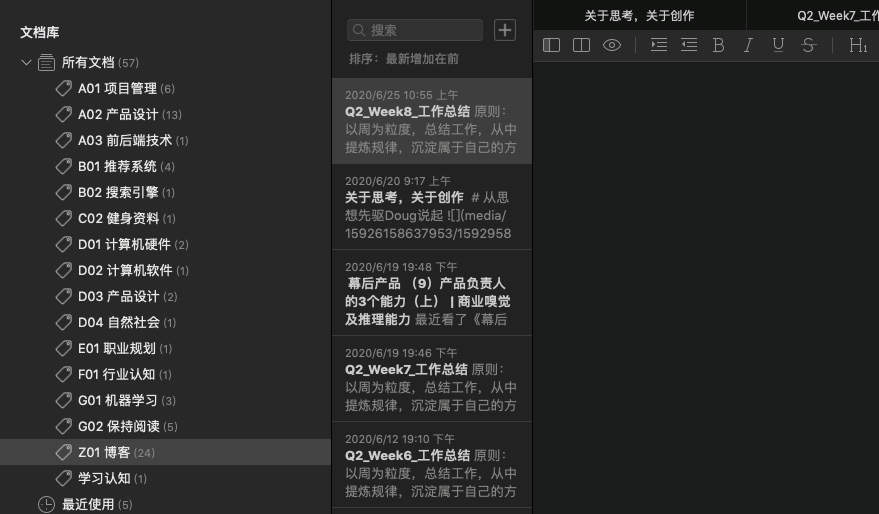 文档库
所有文档 (57)
A01 项目管理 (6)
A02 产品设计 (13)
A03 前后端技术 (1)
B01 推荐系统 (4)
B02 搜索引擎 (1)
C02 健身资料 (1)
D01 计算机硬件 (2)
D02 计算机软件 (1)
D03 产品设计 (2)
D04 自然社会 (1)
E01 职业规划 (1)
F01 行业认知 (1)
G01 机器学习 (3)
G02 保持阅读 (5)
Z01 博客 (24)
学习认知 (1)
最近使用 (5)
搜索
排序：最新增加在前
2020/6/25 10:55 上午
Q2_Week8_工作总结 原则：
以周为粒度，总结工作，从中
提炼规律，沉淀属于自己的方
2020/6/20 9:17 上午
关于思考，关于创作 # 从思
想先驱Doug说起 ![](media/
15926158637953/1592958
2020/6/19 19:48 下午
幕后产品 （9）产品负责人
的3个能力（上） | 商业嗅觉
及推理能力 最近看了《幕后
2020/6/19 19:46 下午
Q2_Week7_工作总结 原则：
以周为粒度，总结工作，从中
提炼规律，沉淀属于自己的方
2020/6/12 19:10 下午
Q2_Week6_工作总结 原则：
以周为粒度，总结工作，从中
提炼规律，沉淀属于自己的方
关于思考，关于创作
Q2_Week7_工作
B I U S H1